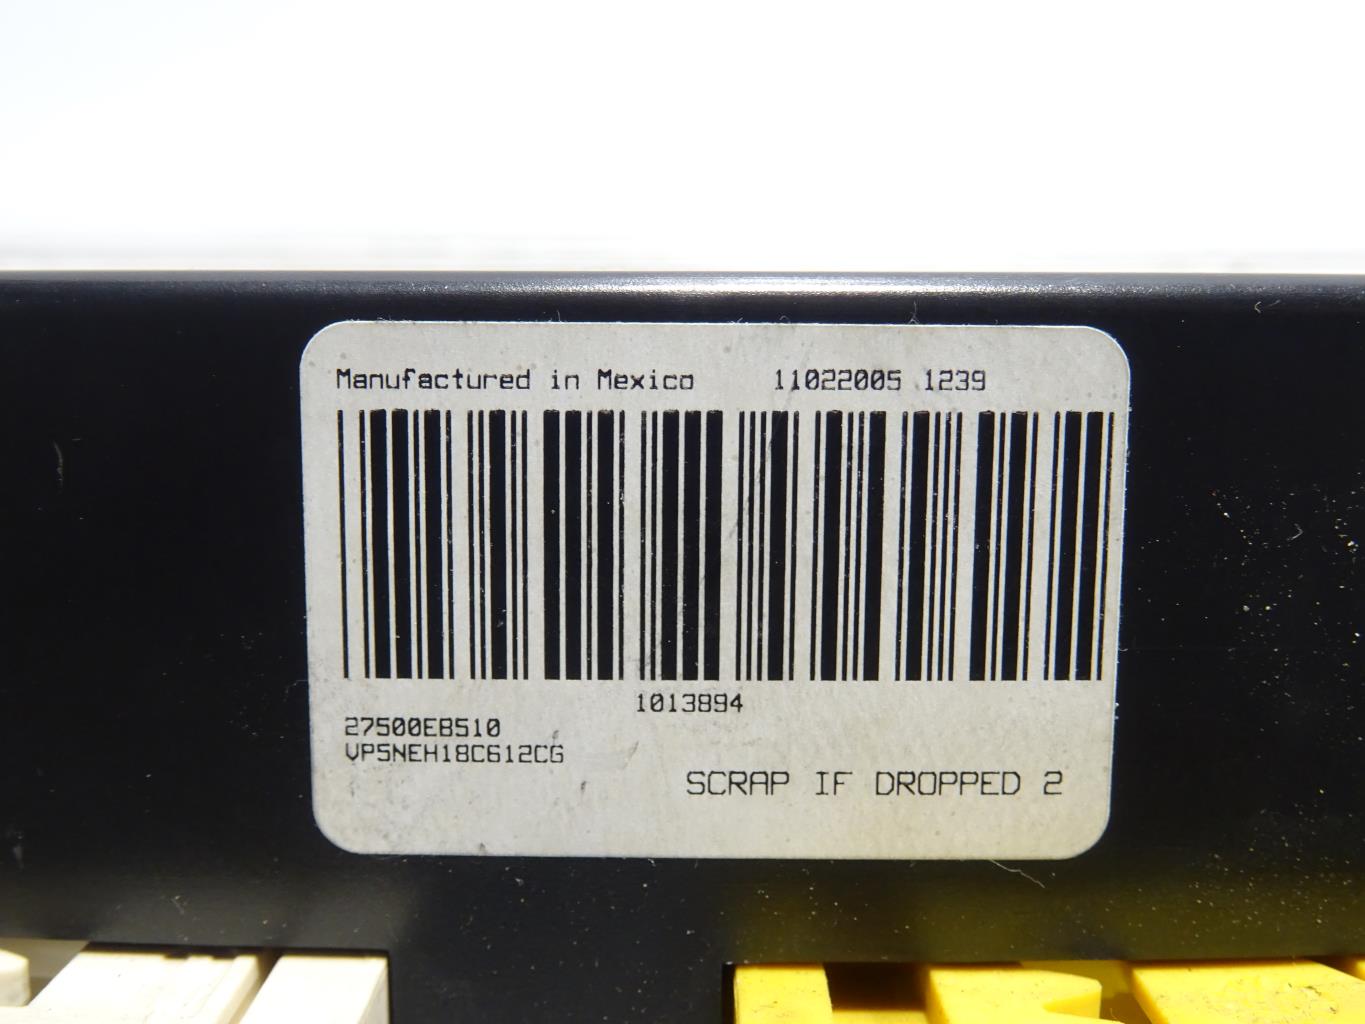 Manufactured in Mexico 11022005 1239
1013894
27500EB510
VP5NEH18C612CG
SCRAP IF DROPPED 2